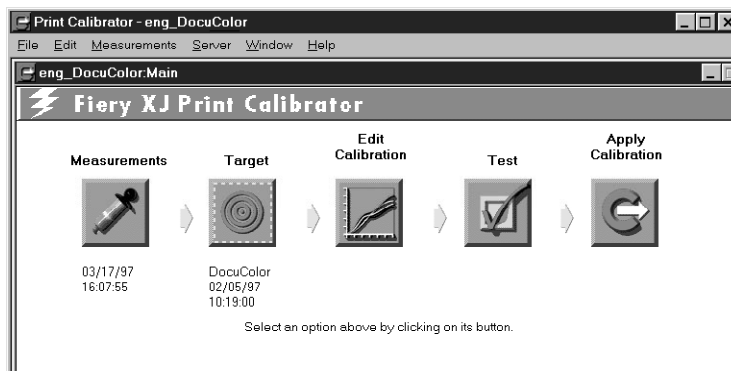 Print Calibrator - eng_DocuColor
File Edit Measurements Server Window Help
eng_DocuColor:Main
Fiery XJ Print Calibrator
Measurements
Target
Edit
Calibration
Test
Apply
Calibration
03/17/97
16:07:55
DocuColor
02/05/97
10:19:00
Select an option above by clicking on its button.